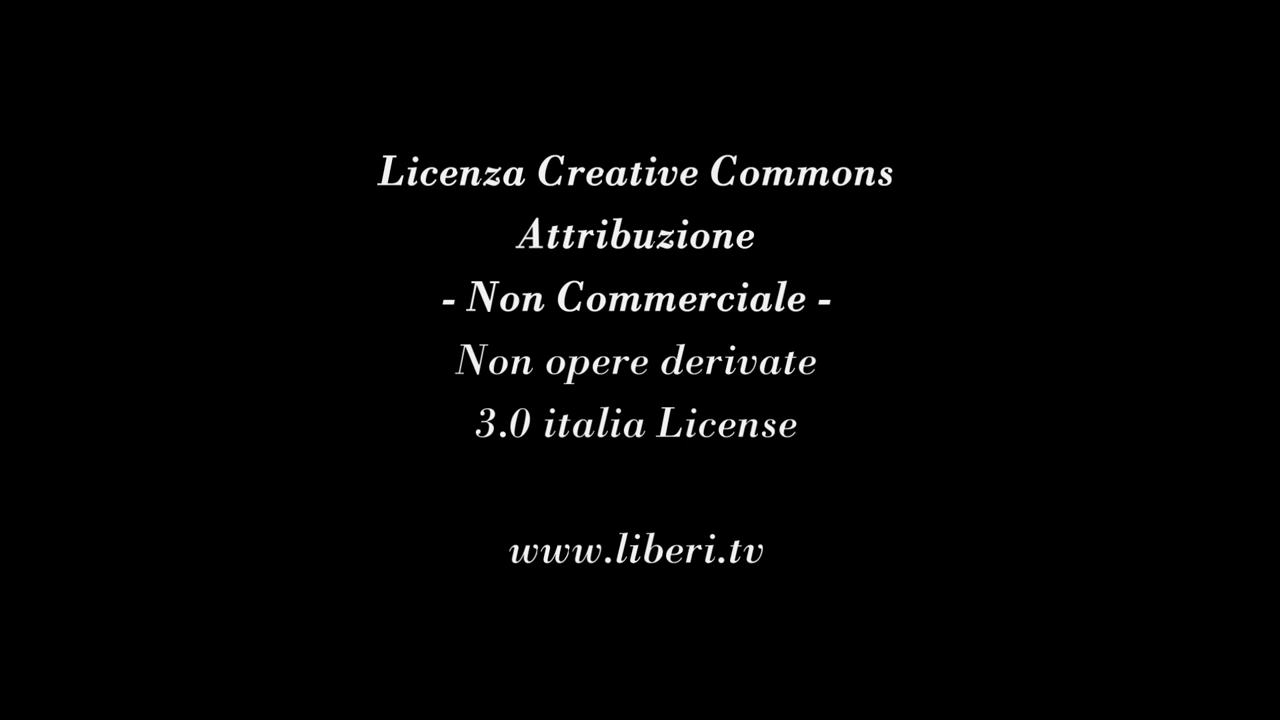 Licenza Creative Commons
Attribuzione
- Non Commerciale -
Non opere derivate
3.0 italia License
www.liberi.tv